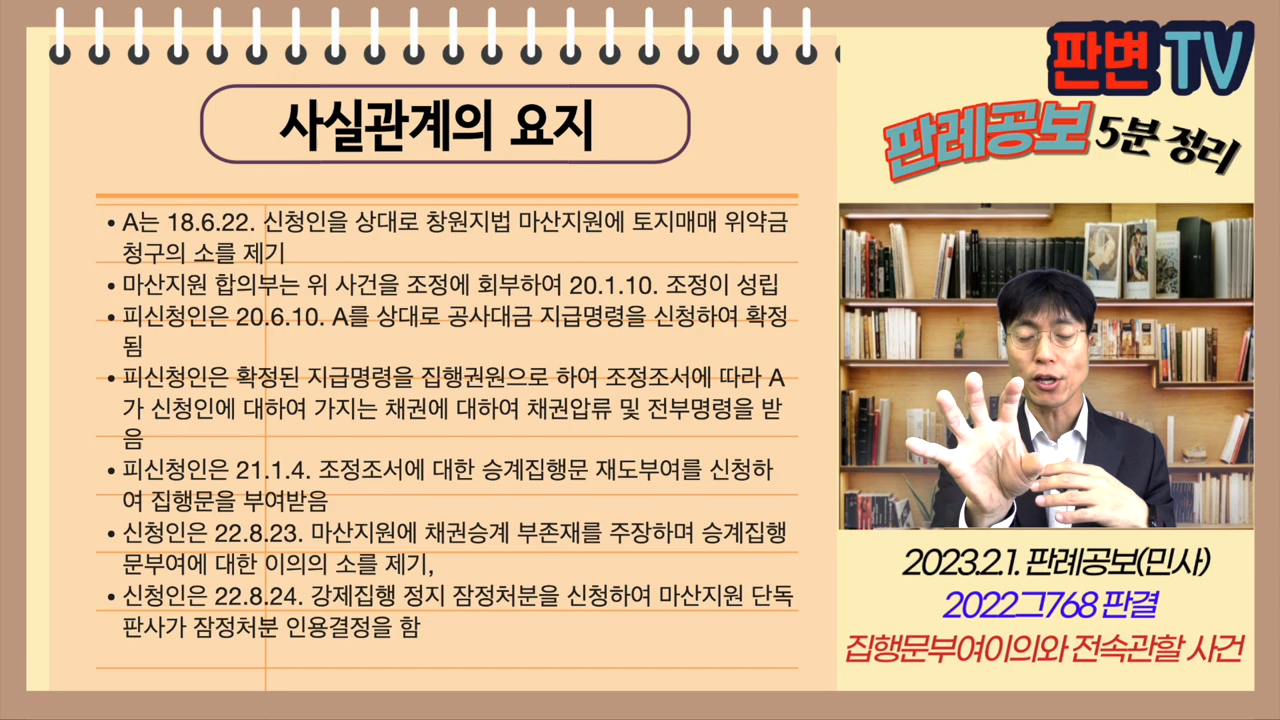 사실관계의 요지
• A는 18.6.22. 신청인을 상대로 창원지법 마산지원에 토지매매 위약금
청구의 소를 제기
• 마산지원 합의부는 위 사건을 조정에 회부하여 20.1.10. 조정이 성립
• 피신청인은 20.6.10. A를 상대로 공사대금 지급명령을 신청하여 확정
됨
• 피신청인은 확정된 지급명령을 집행권원으로 하여 조정조서에 따라 A
가 신청인에 대하여 가지는 채권에 대하여 채권압류 및 전부명령을 받
음
• 피신청인은 21.1.4. 조정조서에 대한 승계집행문 재도부여를 신청하
여 집행문을 부여받음
• 신청인은 22.8.23. 마산지원에 채권승계 부존재를 주장하며 승계집행
문부여에 대한 이의의 소를 제기,
• 신청인은 22.8.24. 강제집행 정지 잠정처분을 신청하여 마산지원 단독
판사가 잠정처분 인용결정을 함
판변 TV
판례공보 5분 정리
2023.2.1. 판례공보(민사)
2022그768 판결
집행문부여이의와 전속관할 사건